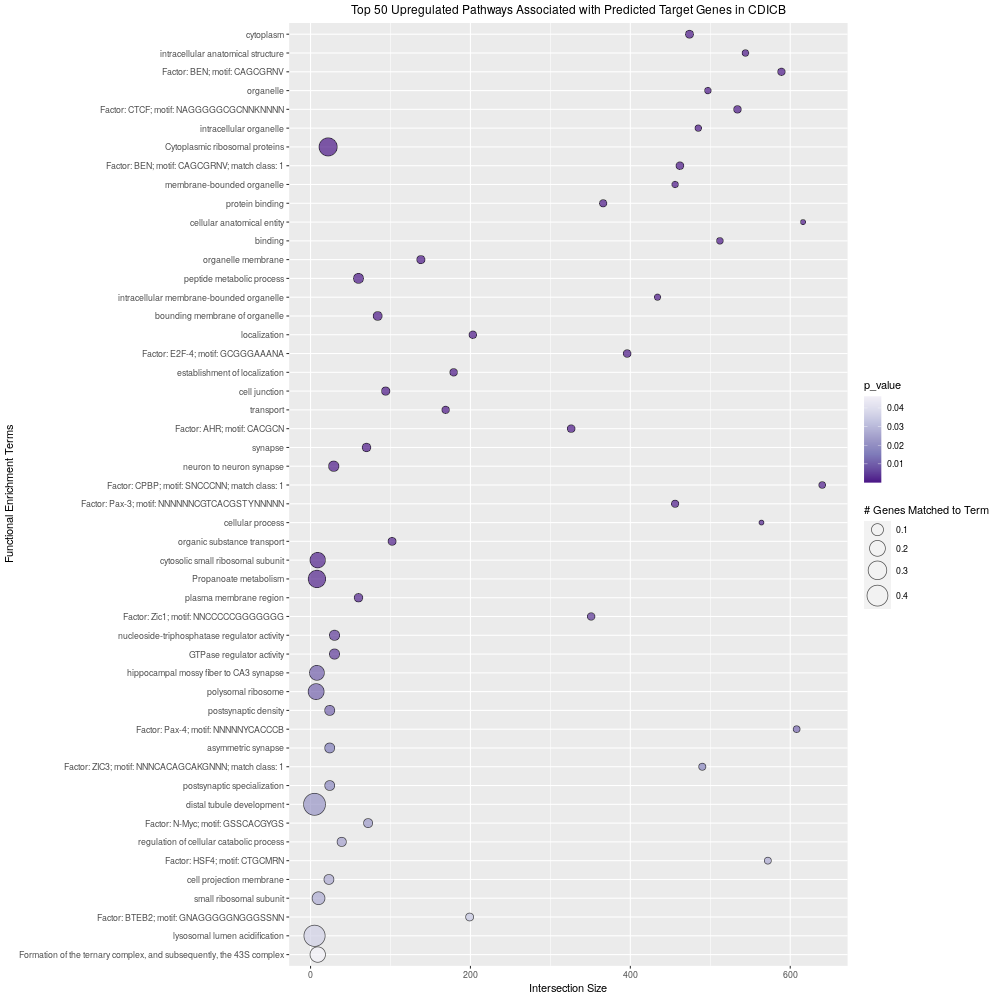 Top 50 Upregulated Pathways Associated with Predicted Target Genes in CDICB
cytoplasm
intracellular anatomical structure
Factor: BEN; motif: CAGCGRNV
organelle
Factor: CTCF; motif: NAGGGGGCGCNNKNNNN
intracellular organelle
Cytoplasmic ribosomal proteins
Factor: BEN; motif: CAGCGRNV; match class: 1
membrane-bounded organelle
protein binding
cellular anatomical entity
binding
organelle membrane
peptide metabolic process
intracellular membrane-bounded organelle
bounding membrane of organelle
localization
Factor: E2F-4; motif: GCGGGAAANA
establishment of localization
cell junction
transport
Factor: AHR; motif: CACGCN
synapse
neuron to neuron synapse
Factor: CPBP; motif: SNCCCNN; match class: 1
Factor: Pax-3; motif: NNNNNNCGTCACGSTYNNNNN
cellular process
organic substance transport
cytosolic small ribosomal subunit
Propanoate metabolism
plasma membrane region
Factor: Zic1; motif: NNCCCCCGGGGGGG
nucleoside-triphosphatase regulator activity
GTPase regulator activity
hippocampal mossy fiber to CA3 synapse
polysomal ribosome
postsynaptic density
Factor: Pax-4; motif: NNNNNYCACCCB
asymmetric synapse
Factor: ZIC3; motif: NNNCACAGCAKGNNN; match class: 1
postsynaptic specialization
distal tubule development
Factor: N-Myc; motif: GSSCACGYGS
regulation of cellular catabolic process
Factor: HSF4; motif: CTGCMRN
cell projection membrane
small ribosomal subunit
Factor: BTEB2; motif: GNAGGGGGNGGGSSNN
lysosomal lumen acidification
Formation of the ternary complex, and subsequently, the 43S complex
0
200
400
600
Intersection Size
Functional Enrichment Terms
p_value
0.04
0.03
0.02
0.01
# Genes Matched to Term
0.1
0.2
0.3
0.4